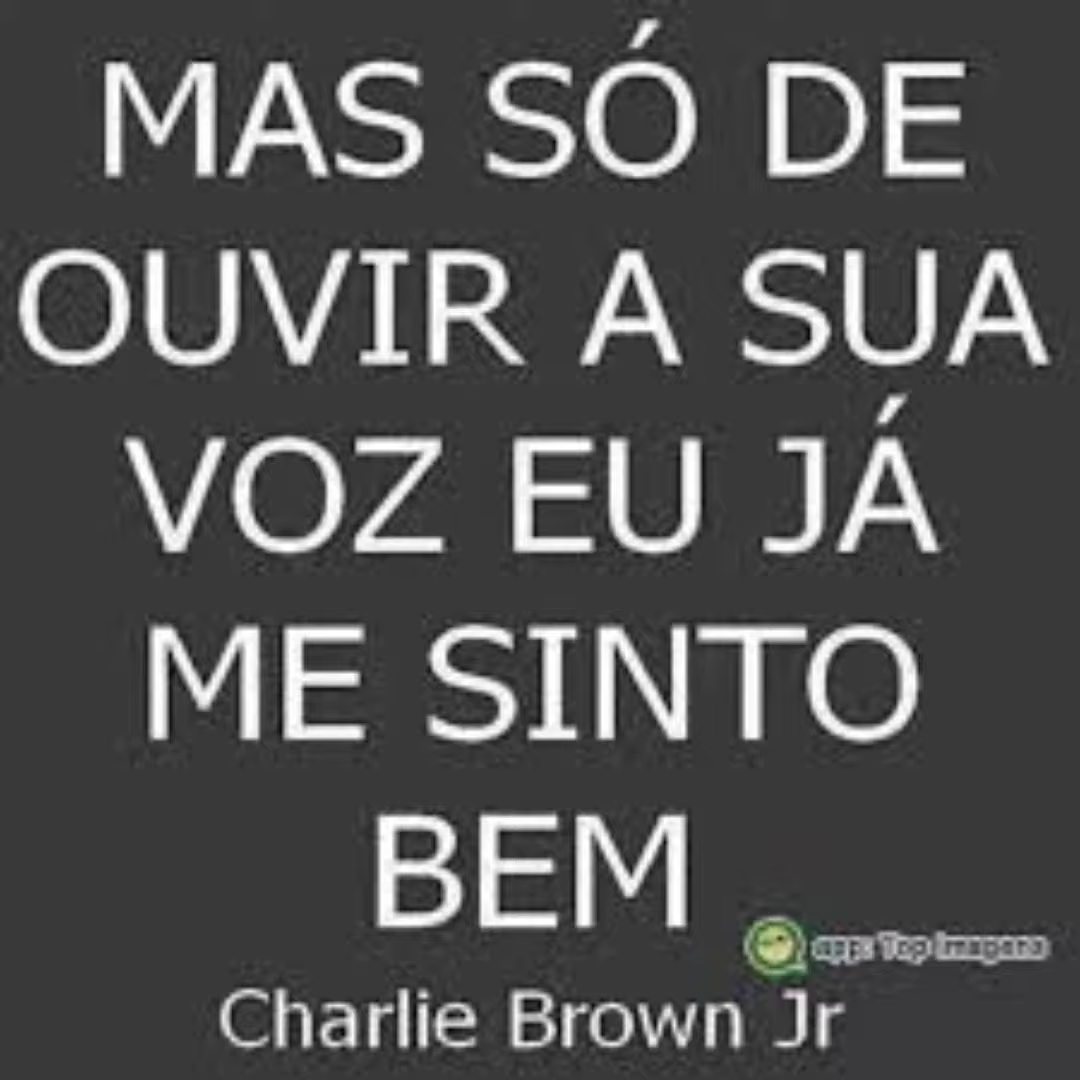 MAS SÓ DE
OUVIR A SUA
VOZ EU JÁ
ME SINTO
BEM
app: Top Imagens
Charlie Brown Jr